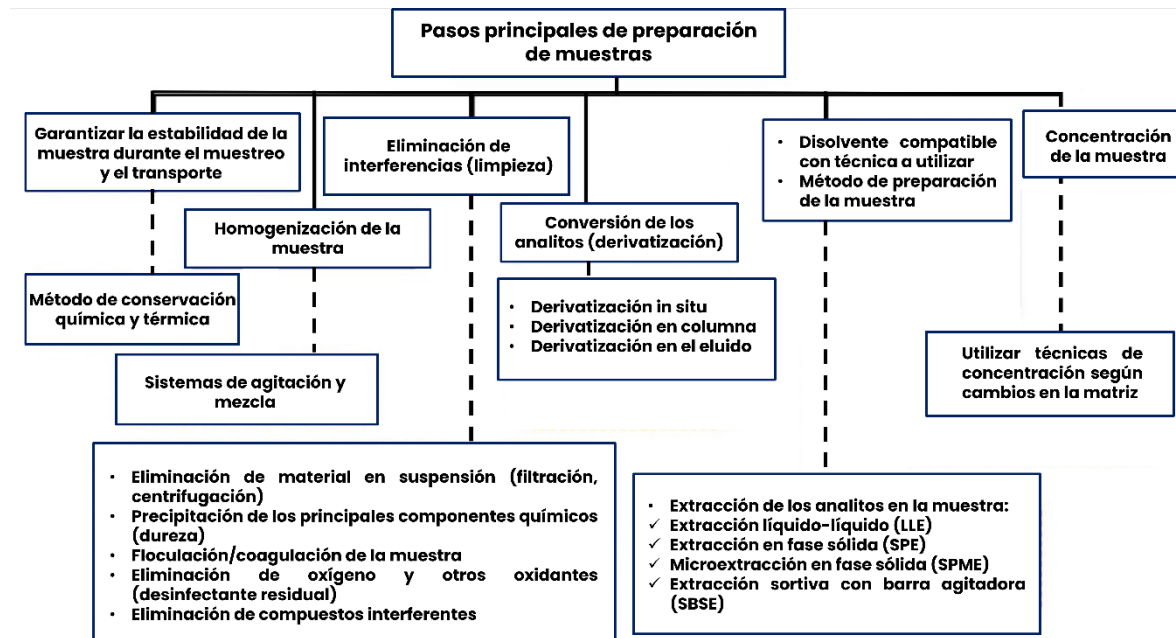 Pasos principales de preparación
de muestras
Garantizar la estabilidad de la
muestra durante el muestreo
y el transporte
Método de conservación
química y térmica
Homogenización de la
muestra
Sistemas de agitación y
mezcla
Eliminación de
interferencias (limpieza)
• Eliminación de material en suspensión (filtración,
centrifugación)
• Precipitación de los principales componentes químicos
(dureza)
• Floculación/coagulación de la muestra
• Eliminación de oxígeno y otros oxidantes
(desinfectante residual)
• Eliminación de compuestos interferentes
Conversión de los
analitos (derivatización)
• Derivatización in situ
• Derivatización en columna
• Derivatización en el eluido
• Disolvente compatible
con técnica a utilizar
• Método de preparación
de la muestra
• Extracción de los analitos en la muestra:
✓ Extracción líquido-líquido (LLE)
✓ Extracción en fase sólida (SPE)
✓ Microextracción en fase sólida (SPME)
✓ Extracción sortiva con barra agitadora
(SBSE)
Concentración
de la muestra
Utilizar técnicas de
concentración según
cambios en la matriz